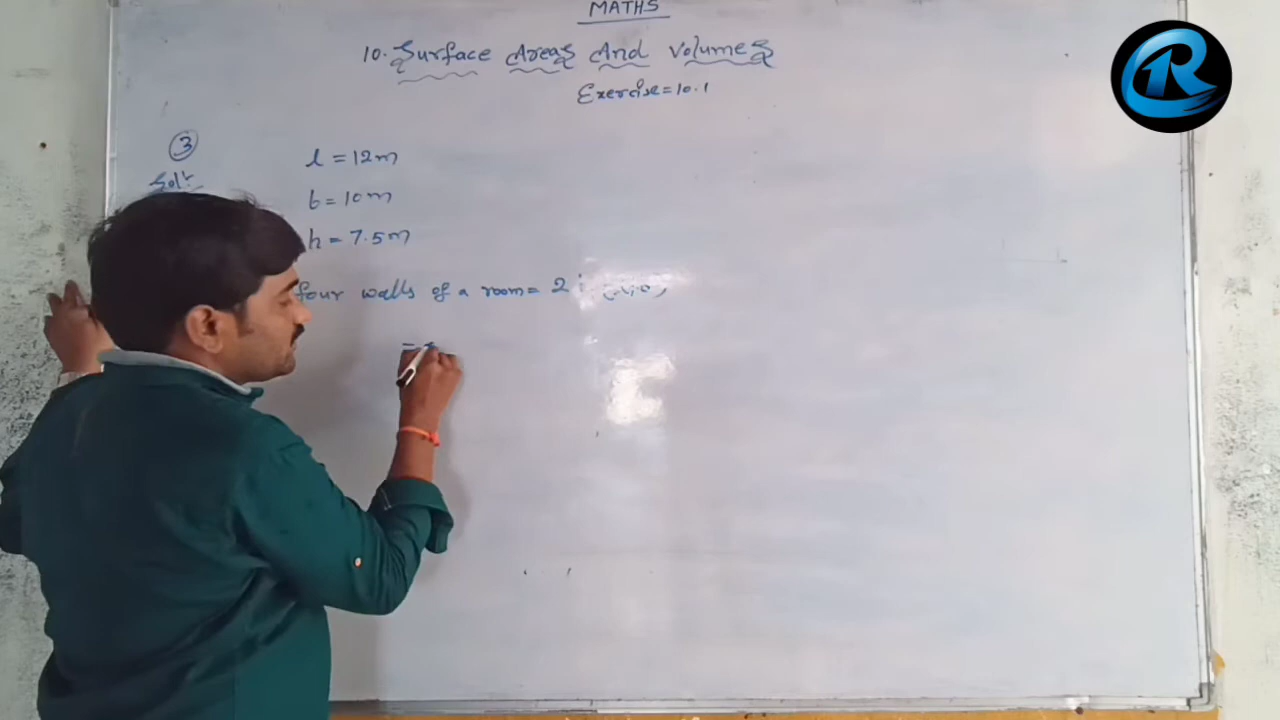 MATHS
10. Surface Areas And Volumes
Exercise = 10.1
3
Sol:
l = 12m
b = 10m
h = 7.5m
four walls of a room = 2
=
R